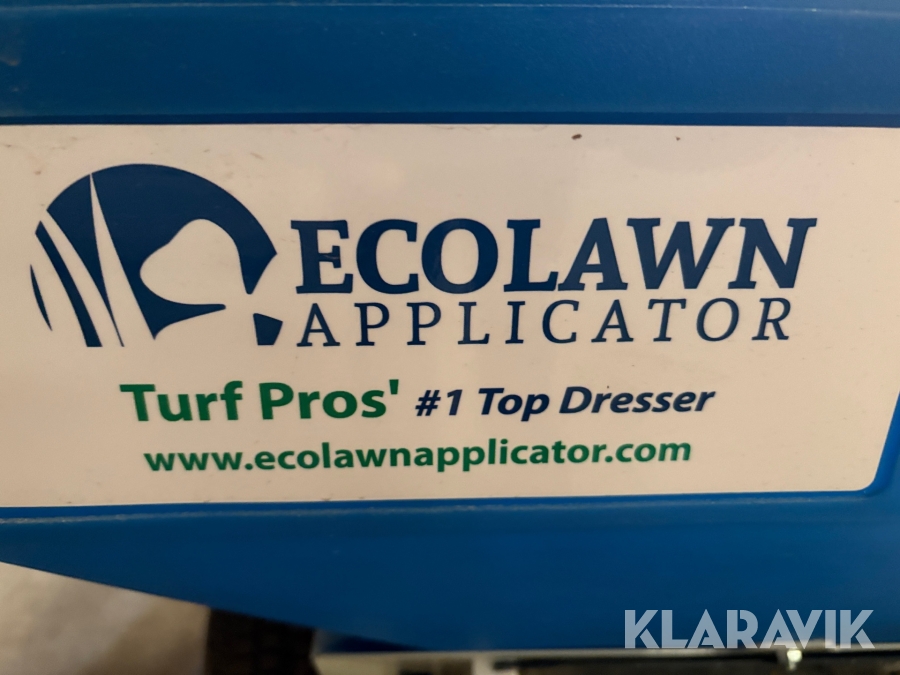 ECOLAWN
APPLICATOR
Turf Pros' #1 Top Dresser
www.ecolawnapplicator.com
KLARAVIK